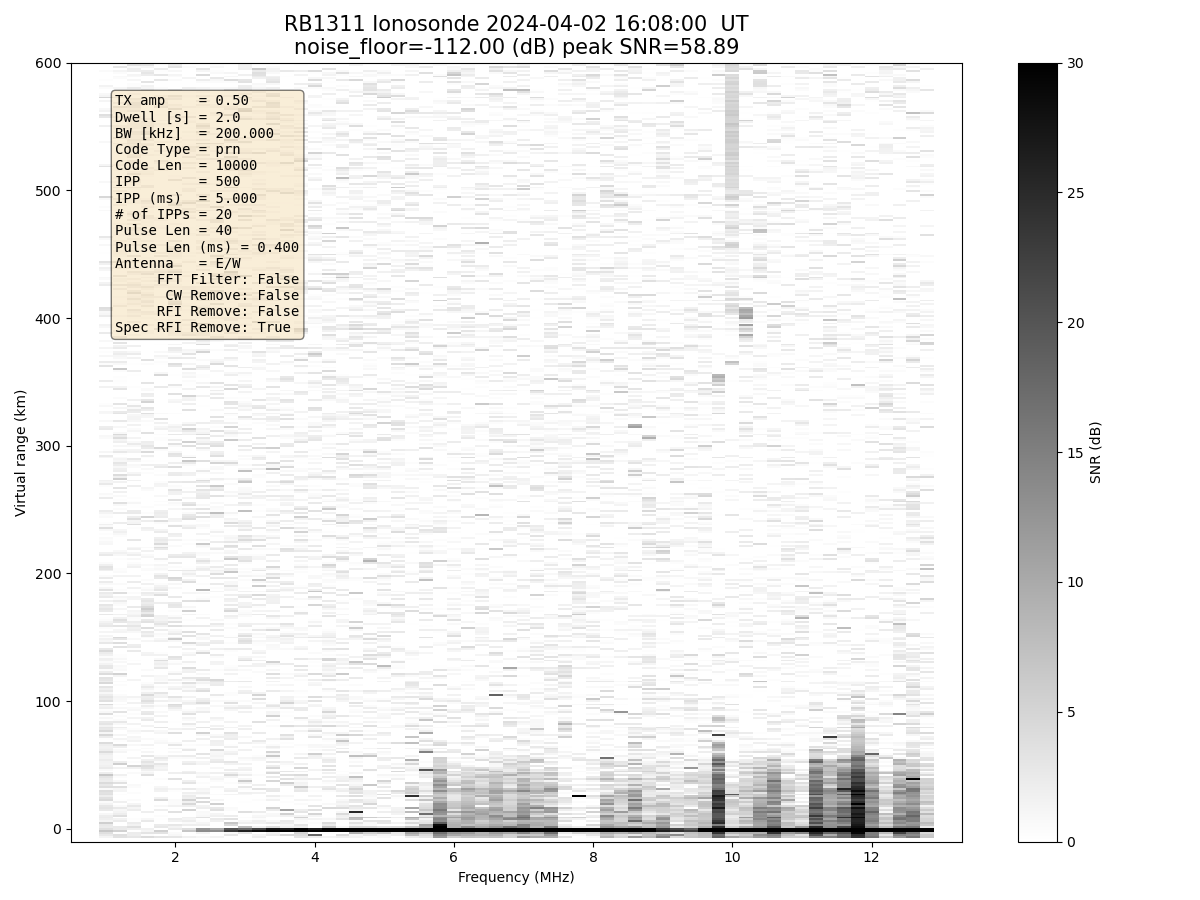 RB1311 Ionosonde 2024-04-02 16:08:00  UT
noise_floor=-112.00 (dB) peak SNR=58.89
TX amp    = 0.50
Dwell [s] = 2.0
BW [kHz]  = 200.000
Code Type = prn
Code Len  = 10000
IPP       = 500
IPP (ms)  = 5.000
# of IPPs = 20
Pulse Len = 40
Pulse Len (ms) = 0.400
Antenna   = E/W
FFT Filter: False
CW Remove: False
RFI Remove: False
Spec RFI Remove: True
Virtual range (km)
600
500
400
300
200
100
0
2 4 6 8 10 12
Frequency (MHz)
30
25
20
15
10
5
0
SNR (dB)